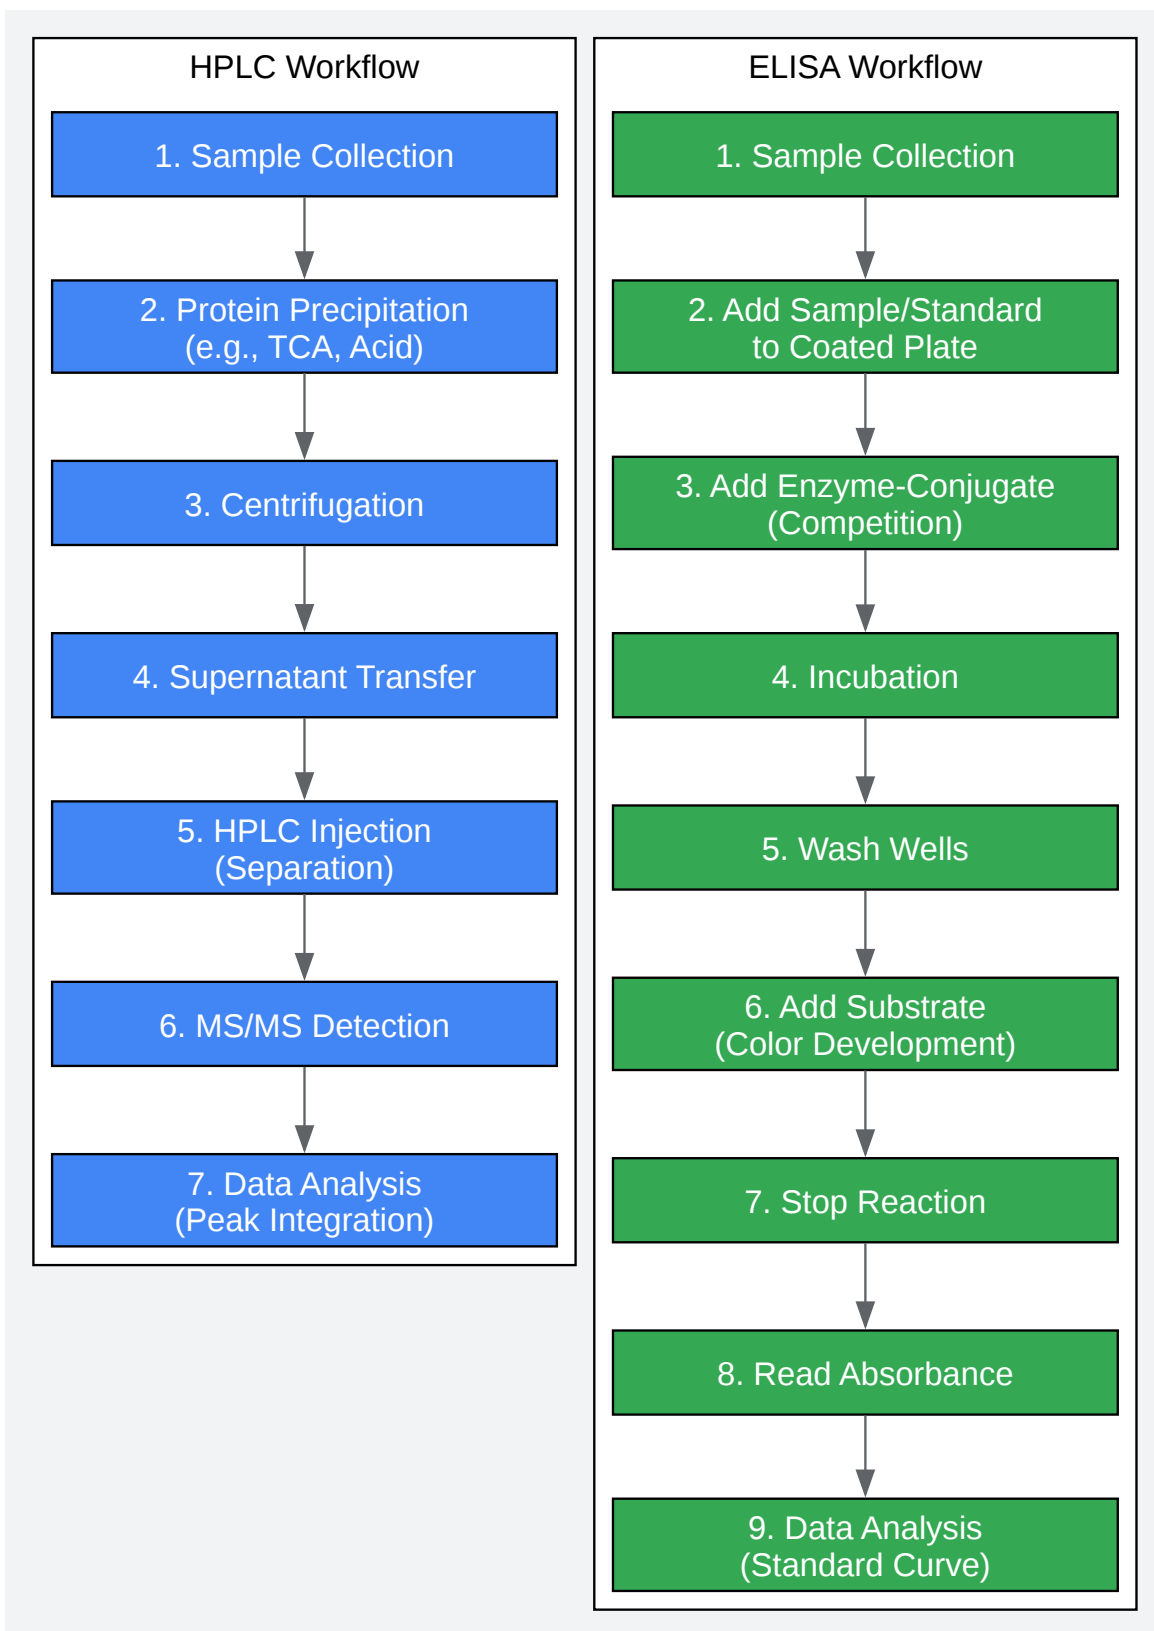 HPLC Workflow
1. Sample Collection
2. Protein Precipitation
(e.g., TCA, Acid)
3. Centrifugation
4. Supernatant Transfer
5. HPLC Injection
(Separation)
6. MS/MS Detection
7. Data Analysis
(Peak Integration)
ELISA Workflow
1. Sample Collection
2. Add Sample/Standard
to Coated Plate
3. Add Enzyme-Conjugate
(Competition)
4. Incubation
5. Wash Wells
6. Add Substrate
(Color Development)
7. Stop Reaction
8. Read Absorbance
9. Data Analysis
(Standard Curve)